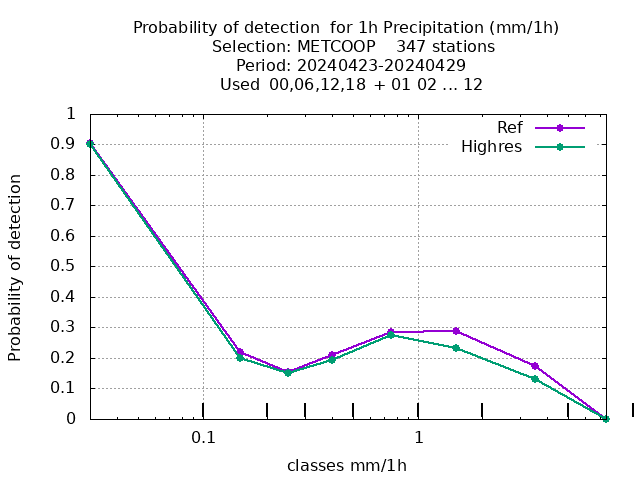 Probability of detection  for 1h Precipitation (mm/1h)
Selection: METCOOP    347 stations
Period: 20240423-20240429
Used  00,06,12,18  + 01 02 ... 12
Probability of detection
1
0.9
0.8
0.7
0.6
0.5
0.4
0.3
0.2
0.1
0
Ref
Highres
0.1
1
classes mm/1h